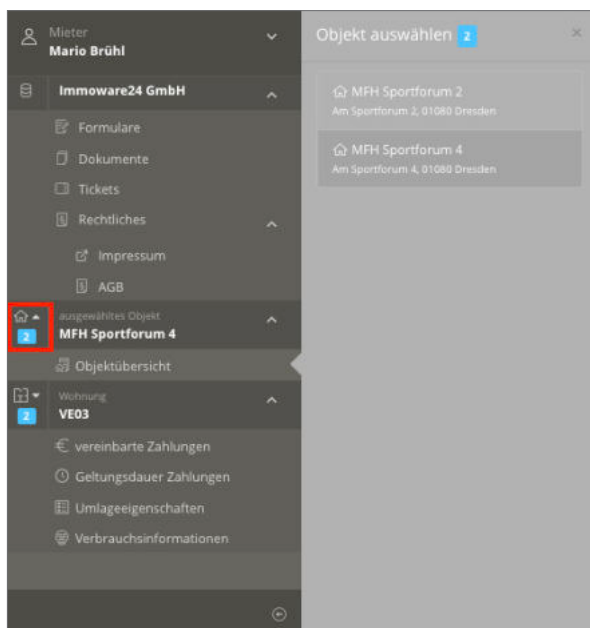 Mieter
Mario Brühl
Immoware24 GmbH
Formulare
Dokumente
Tickets
Rechtliches
Impressum
AGB
ausgewähltes Objekt
2
MFH Sportforum 4
Objektübersicht
Wohnung
2
VE03
vereinbarte Zahlungen
Geltungsdauer Zahlungen
Umlageeigenschaften
Verbrauchsinformationen
Objekt auswählen 2
MFH Sportforum 2
Am Sportforum 2, 01080 Dresden
MFH Sportforum 4
Am Sportforum 4, 01080 Dresden